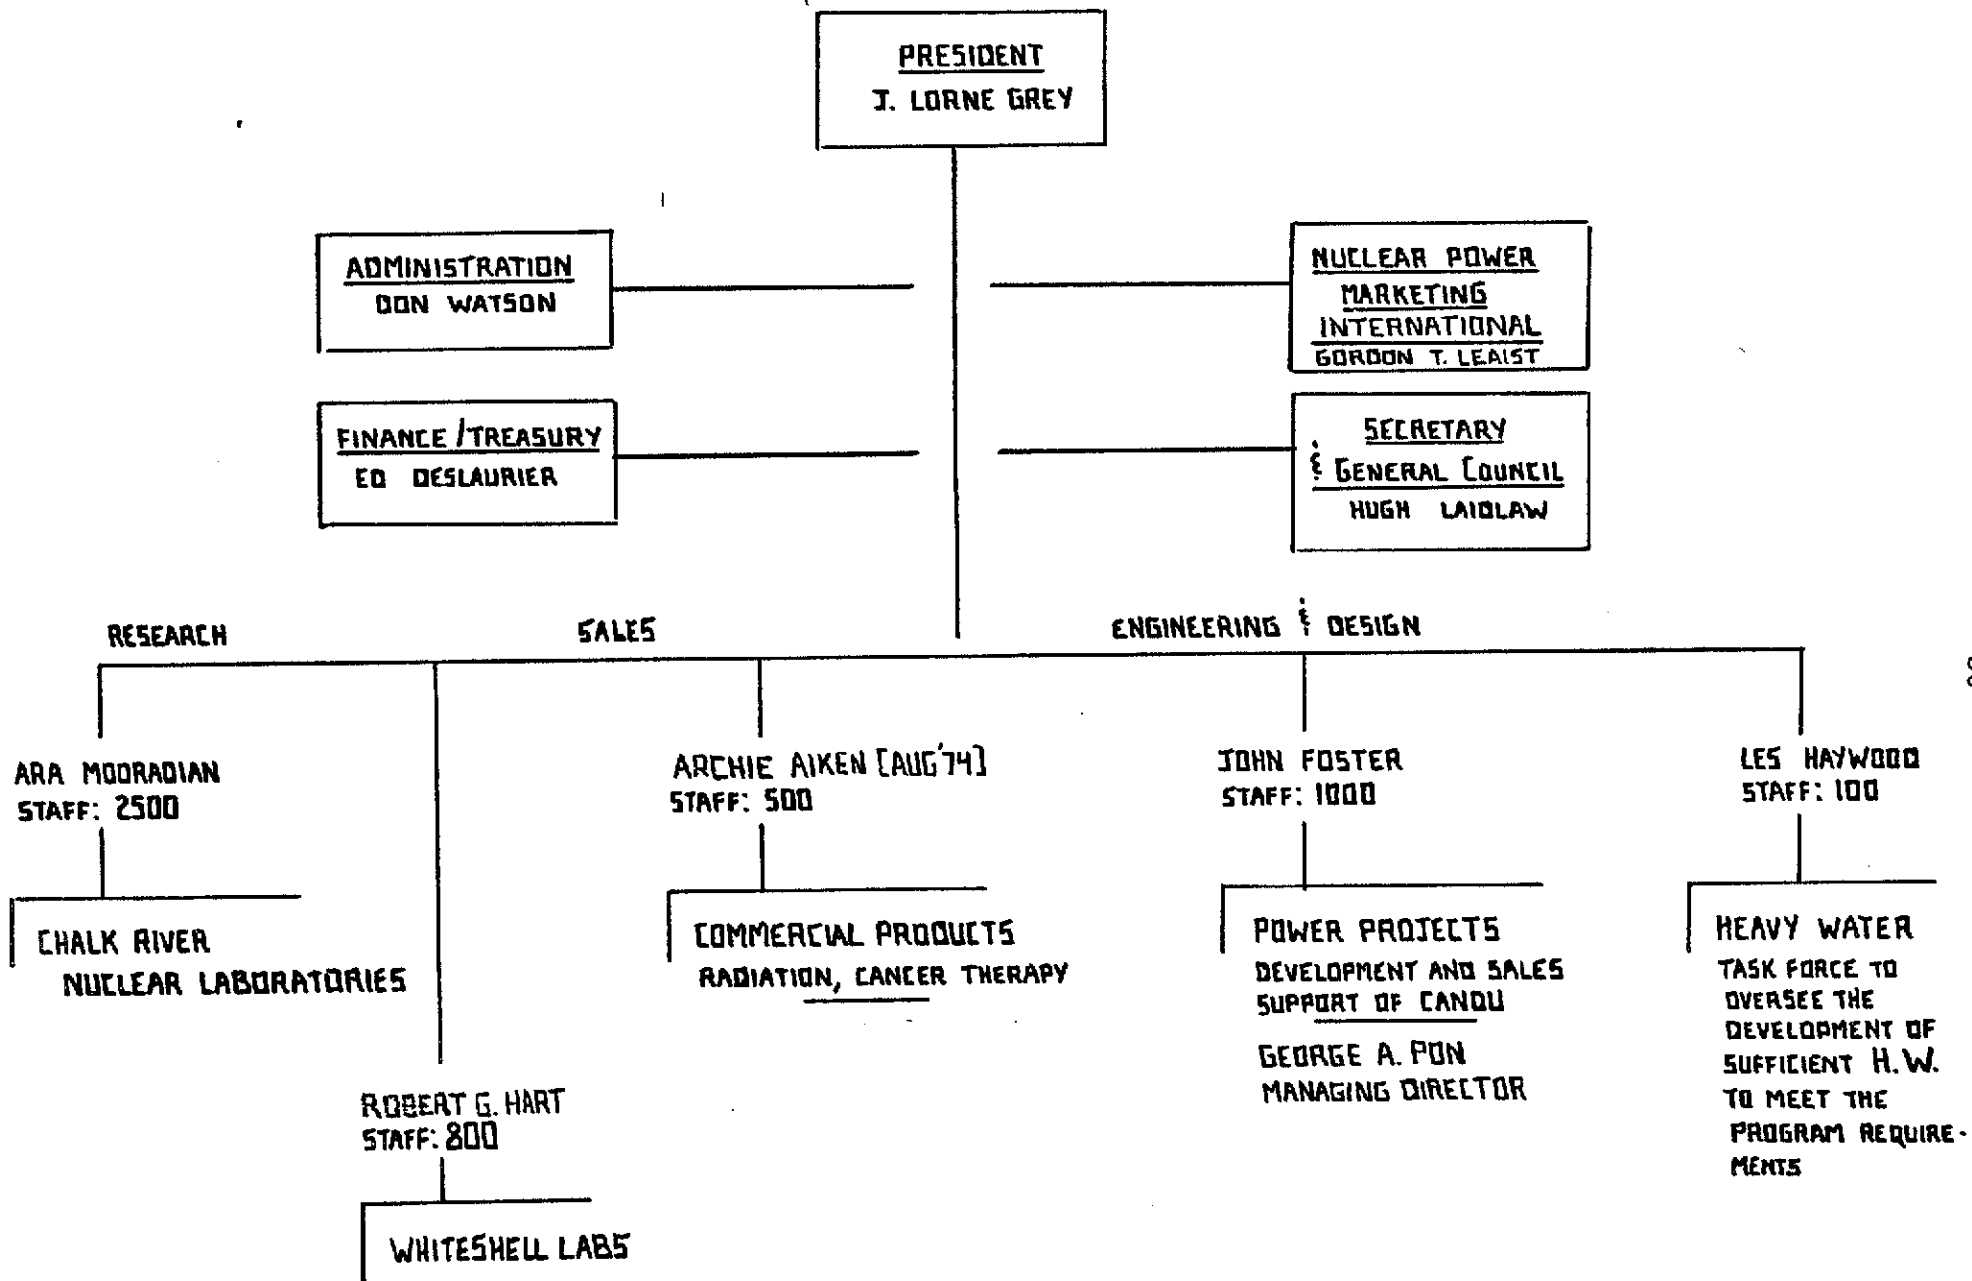 PRESIDENT
J. LORNE GREY
ADMINISTRATION
DON WATSON
NUCLEAR POWER
MARKETING
INTERNATIONAL
GORDON T. LEAIST
FINANCE/TREASURY
ED DESLAURIER
SECRETARY
& GENERAL COUNCIL
HUGH LAIDLAW
RESEARCH
SALES
ENGINEERING & DESIGN
ARA MOORADIAN
STAFF: 2500
CHALK RIVER
NUCLEAR LABORATORIES
ROBERT G. HART
STAFF: 800
WHITESHELL LABS
ARCHIE AIKEN [AUG'74]
STAFF: 500
COMMERCIAL PRODUCTS
RADIATION, CANCER THERAPY
JOHN FOSTER
STAFF: 1000
POWER PROJECTS
DEVELOPMENT AND SALES
SUPPORT OF CANDU
GEORGE A. PON
MANAGING DIRECTOR
LES HAYWOOD
STAFF: 100
HEAVY WATER
TASK FORCE TO
OVERSEE THE
DEVELOPMENT OF
SUFFICIENT H.W.
TO MEET THE
PROGRAM REQUIRE-
MENTS